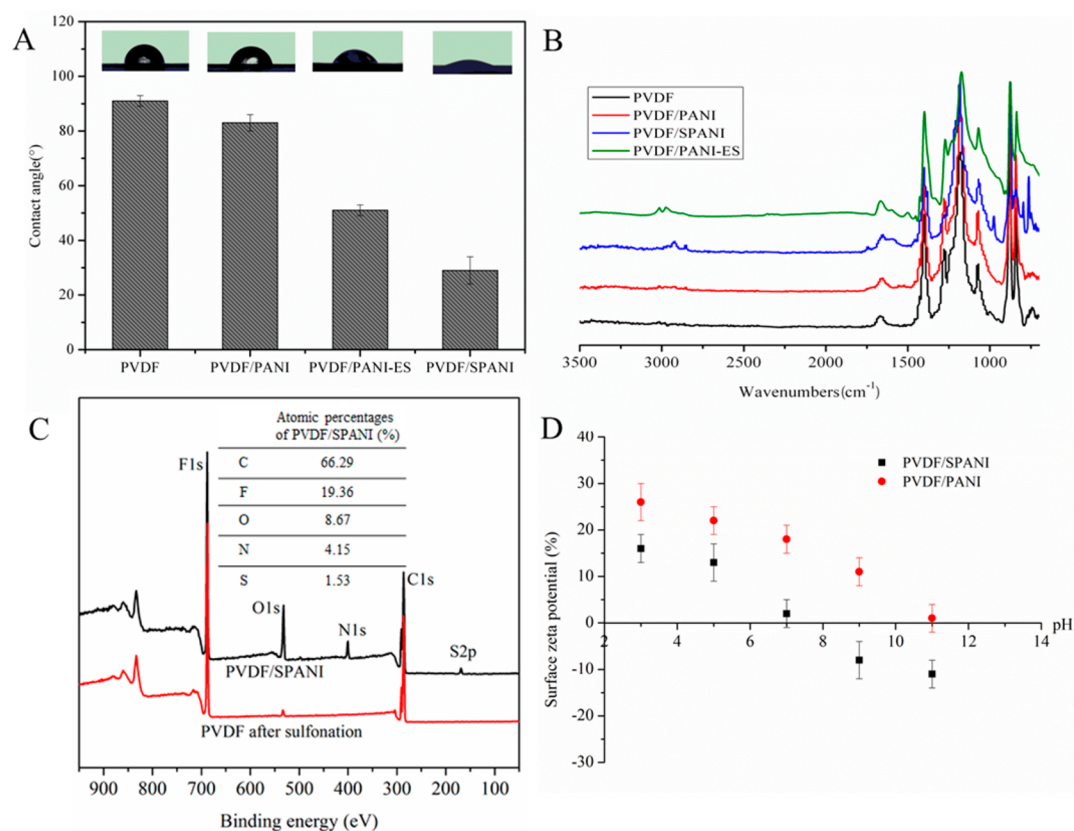 A
Contact angle(°)
120
100
80
60
40
20
0
PVDF PVDF/PANI PVDF/PANI-ES PVDF/SPANI
B
PVDF
PVDF/PANI
PVDF/SPANI
PVDF/PANI-ES
3500 3000 2500 2000 1500 1000
Wavenumbers(cm⁻¹)
C
Atomic percentages
of PVDF/SPANI (%)
C 66.29
F 19.36
O 8.67
N 4.15
S 1.53
F1s
O1s
N1s
C1s
S2p
PVDF/SPANI
PVDF after sulfonation
900 800 700 600 500 400 300 200 100
Binding energy (eV)
D
Surface zeta potential (%)
40
30
20
10
0
-10
-20
-30
PVDF/SPANI
PVDF/PANI
2 4 6 8 10 12 14
pH